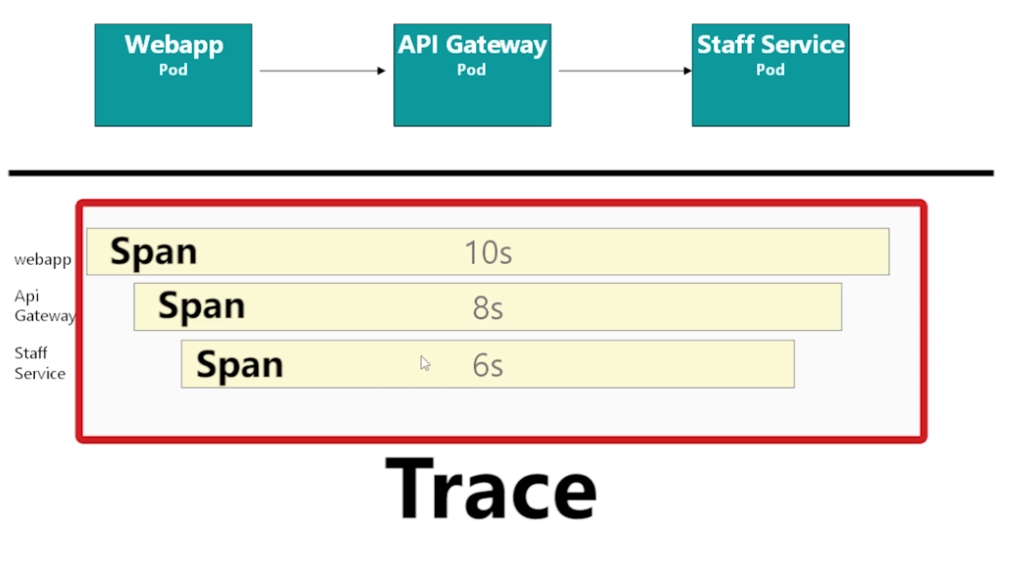 Webapp
Pod
API Gateway
Pod
Staff Service
Pod
webapp
Span
10s
Api
Gateway
Span
8s
Staff
Service
Span
6s
Trace